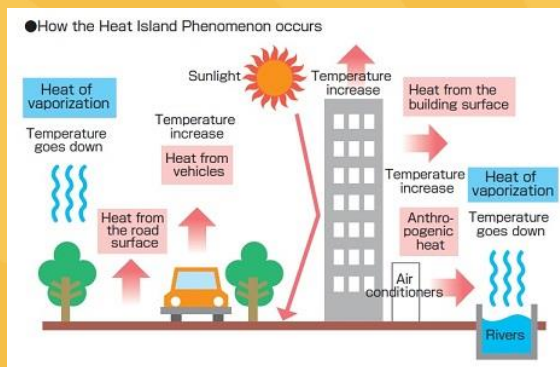 ●How the Heat Island Phenomenon occurs
Heat of
vaporization
Temperature
goes down
Heat from
the road
surface
Temperature
increase
Heat from
vehicles
Sunlight
Temperature
increase
Heat from the
building surface
Temperature
increase
Anthro-
pogenic
heat
Air
conditioners
Heat of
vaporization
Temperature
goes down
Rivers